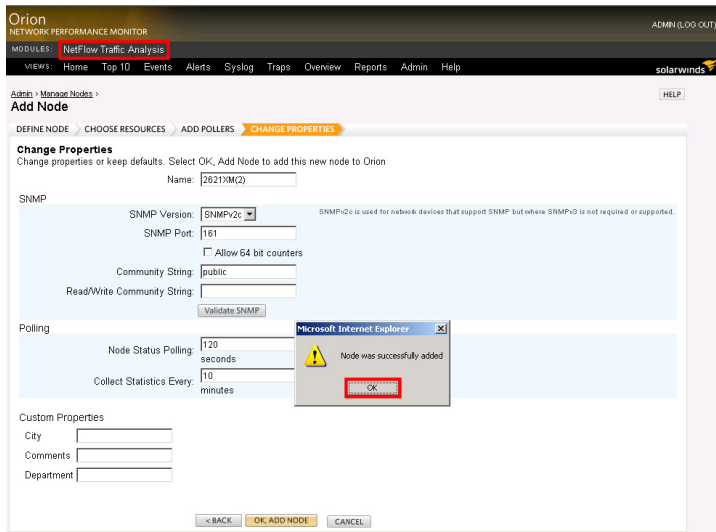 Orion
NETWORK PERFORMANCE MONITOR
ADMIN (LOG OUT)
MODULES: NetFlow Traffic Analysis
VIEWS: Home Top 10 Events Alerts Syslog Traps Overview Reports Admin Help
solarwinds
Admin > Manage Nodes >
HELP
Add Node
DEFINE NODE CHOOSE RESOURCES ADD POLLERS CHANGE PROPERTIES
Change Properties
Change properties or keep defaults. Select OK, Add Node to add this new node to Orion
Name: 2621XM(2)
SNMP
SNMP Version: SNMPv2c
SNMPv2c is used for network devices that support SNMP but where SNMPv3 is not required or supported.
SNMP Port: 161
Allow 64 bit counters
Community String: public
Read/Write Community String:
Validate SNMP
Polling
Node Status Polling: 120
seconds
Collect Statistics Every: 10
minutes
Microsoft Internet Explorer
Node was successfully added
OK
Custom Properties
City
Comments
Department
< BACK OK, ADD NODE CANCEL